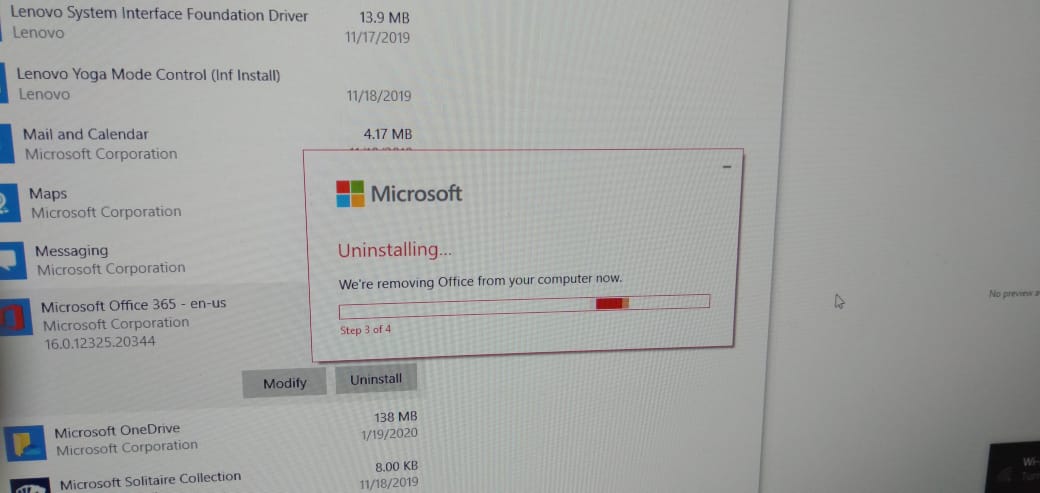 Lenovo System Interface Foundation Driver
13.9 MB
Lenovo
11/17/2019
Lenovo Yoga Mode Control (Inf Install)
Lenovo
11/18/2019
Mail and Calendar
4.17 MB
Microsoft Corporation
Maps
Microsoft Corporation
Messaging
Microsoft Corporation
Microsoft Office 365 - en-us
Microsoft Corporation
16.0.12325.20344
Modify
Uninstall
Microsoft OneDrive
138 MB
Microsoft Corporation
1/19/2020
Microsoft Solitaire Collection
8.00 KB
11/18/2019
Microsoft
Uninstalling...
We're removing Office from your computer now.
Step 3 of 4
No preview
Wi-